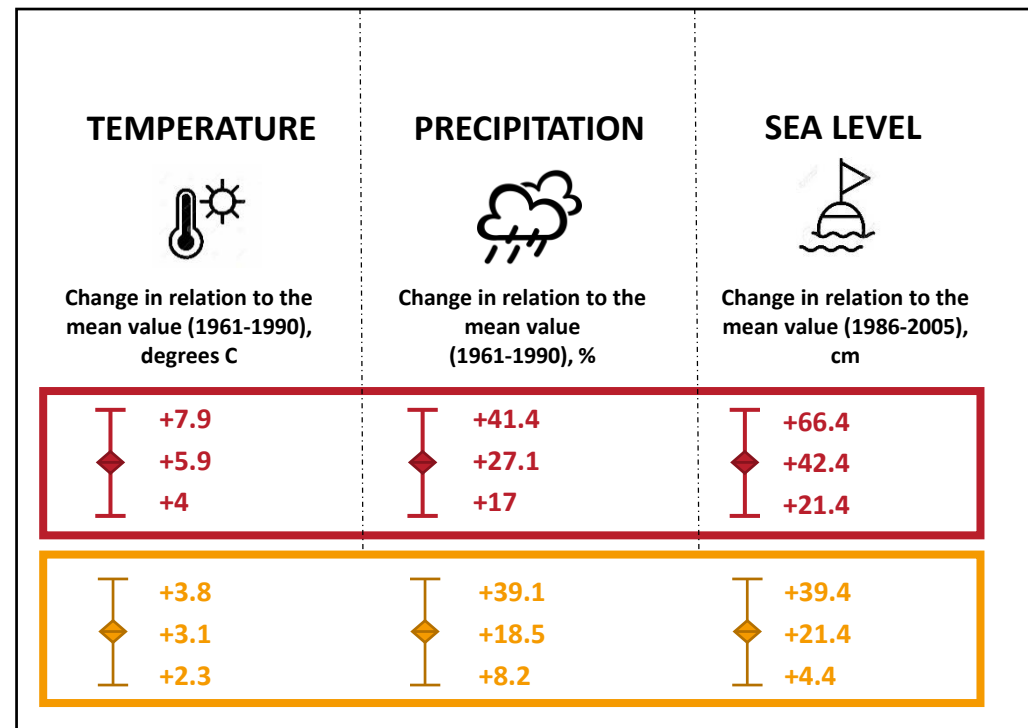 TEMPERATURE
Change in relation to the
mean value (1961-1990),
degrees C
PRECIPITATION
Change in relation to the
mean value
(1961-1990), %
SEA LEVEL
Change in relation to the
mean value (1986-2005),
cm
+7.9
+5.9
+4
+41.4
+27.1
+17
+66.4
+42.4
+21.4
+3.8
+3.1
+2.3
+39.1
+18.5
+8.2
+39.4
+21.4
+4.4